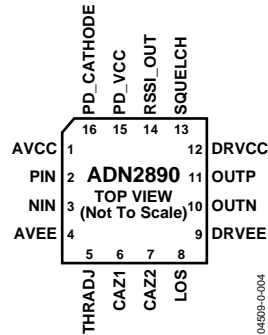 PD_CATHODE
PD_VCC
RSSI_OUT
SQUELCH
16 15 14 13
AVCC 1
PIN 2
NIN 3
AVEE 4
ADN2890
TOP VIEW
(Not To Scale)
12 DRVCC
11 OUTP
10 OUTN
9 DRVEE
5 6 7 8
THRADJ
CAZ1
CAZ2
LOS
04509-0-004